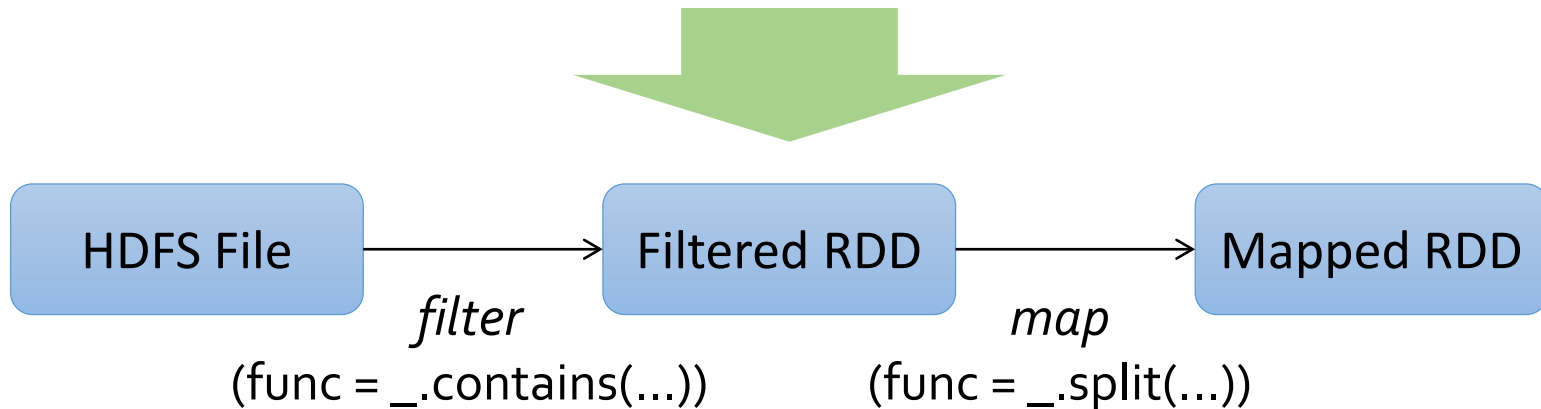 HDFS File
Filtered RDD
Mapped RDD
filter
(func = _.contains(...))
map
(func = _.split(...))